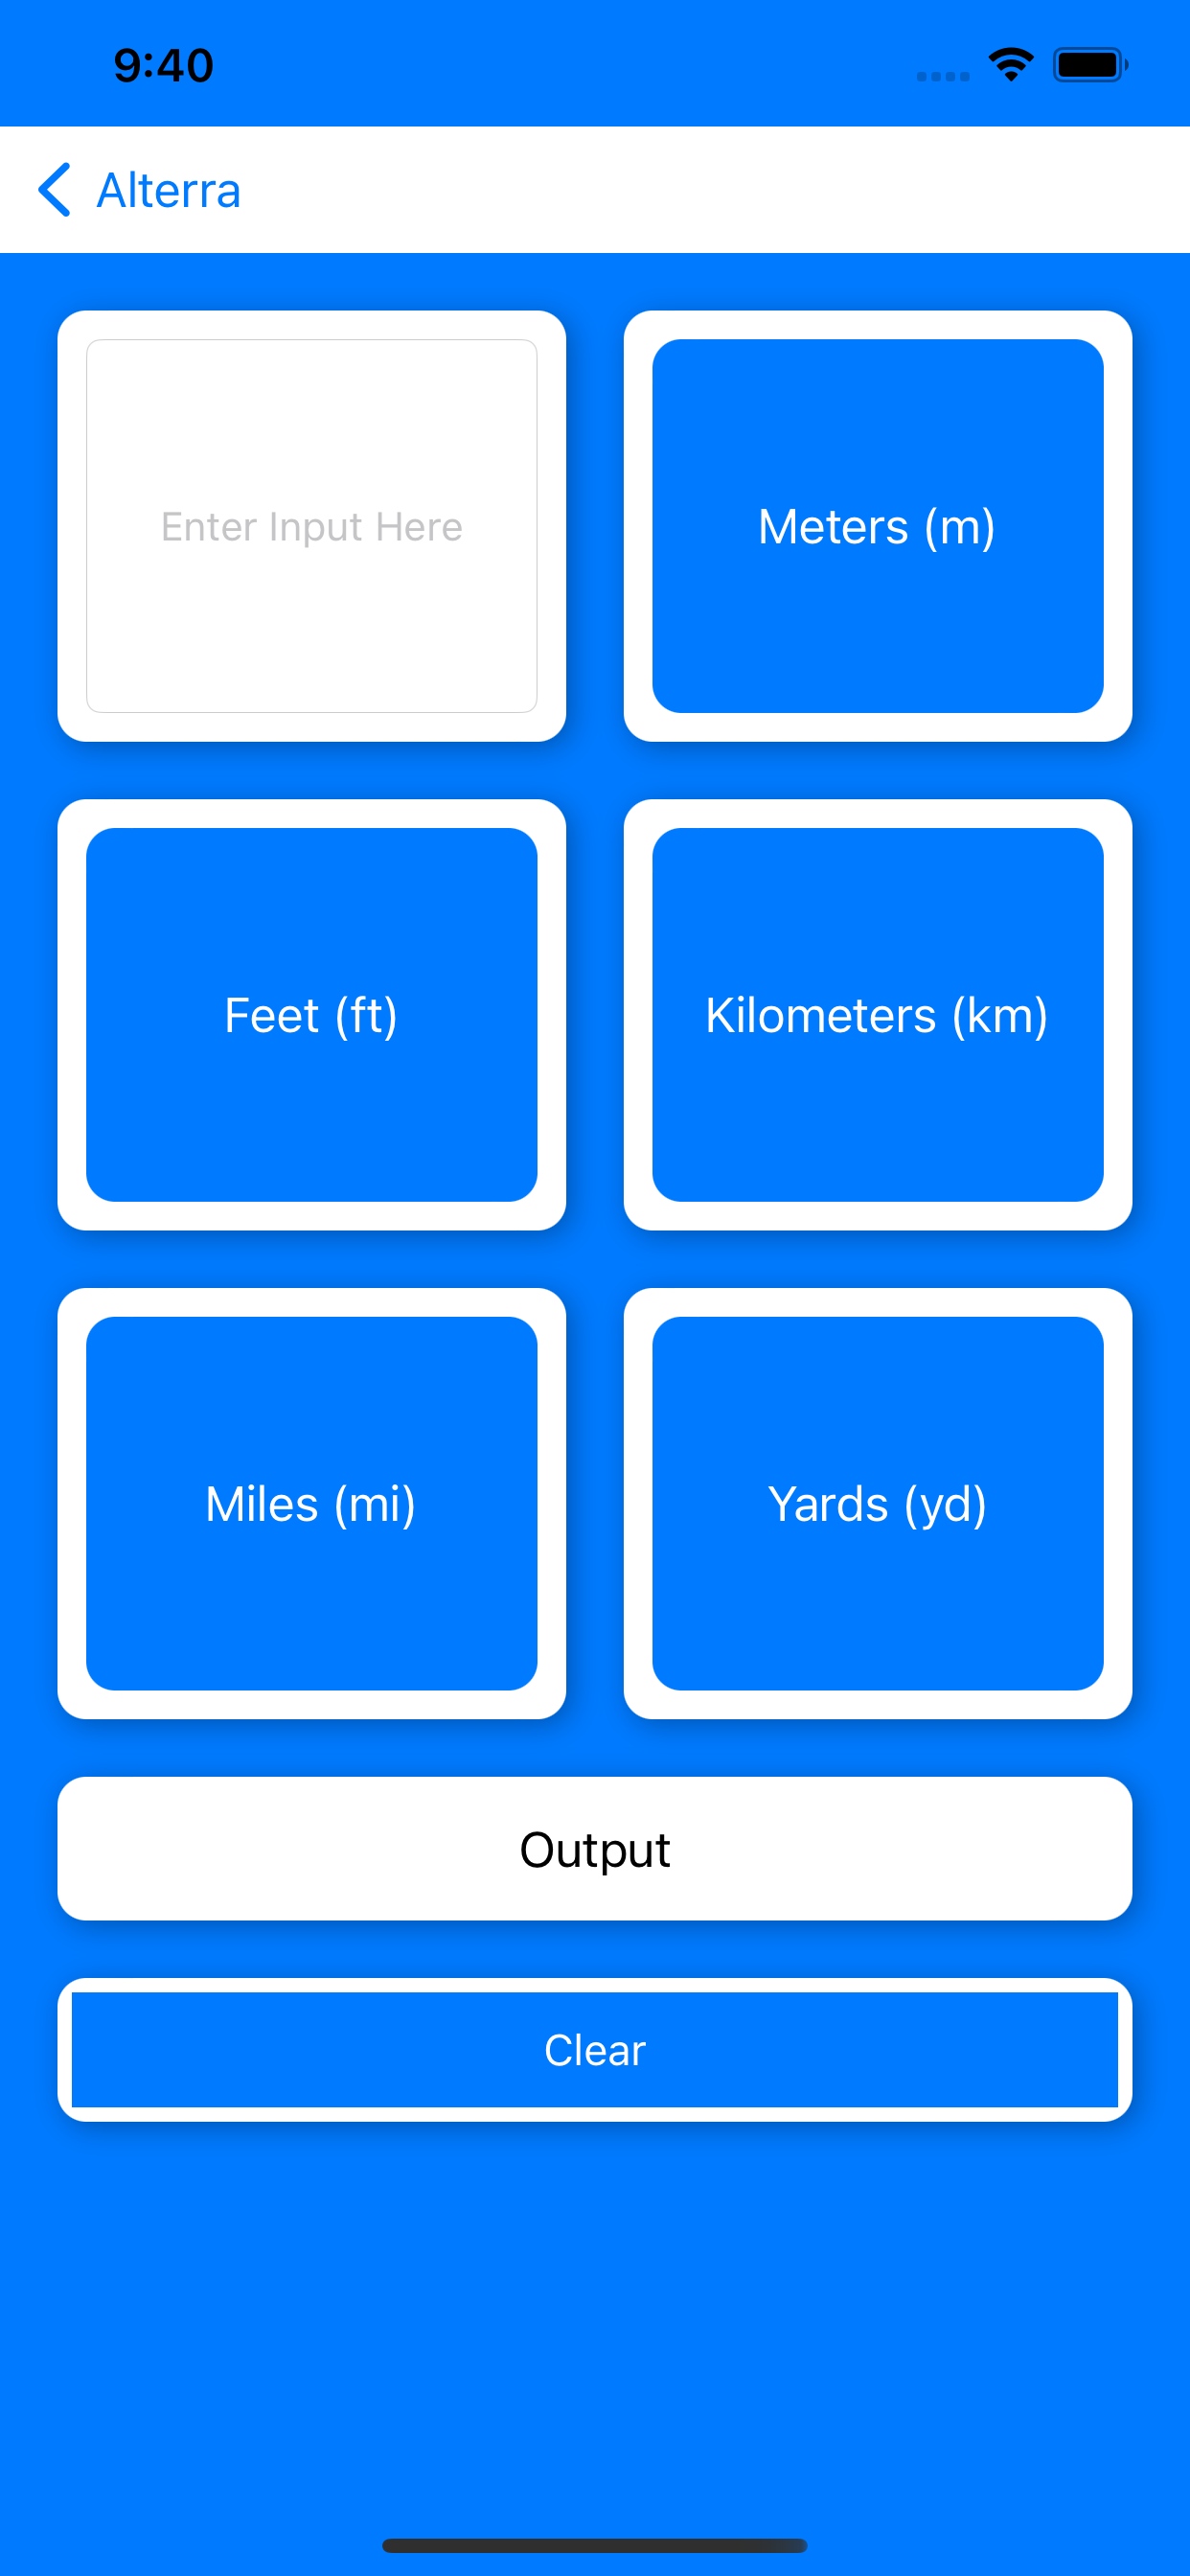 9:40
Alterra
Enter Input Here
Meters (m)
Feet (ft)
Kilometers (km)
Miles (mi)
Yards (yd)
Output
Clear